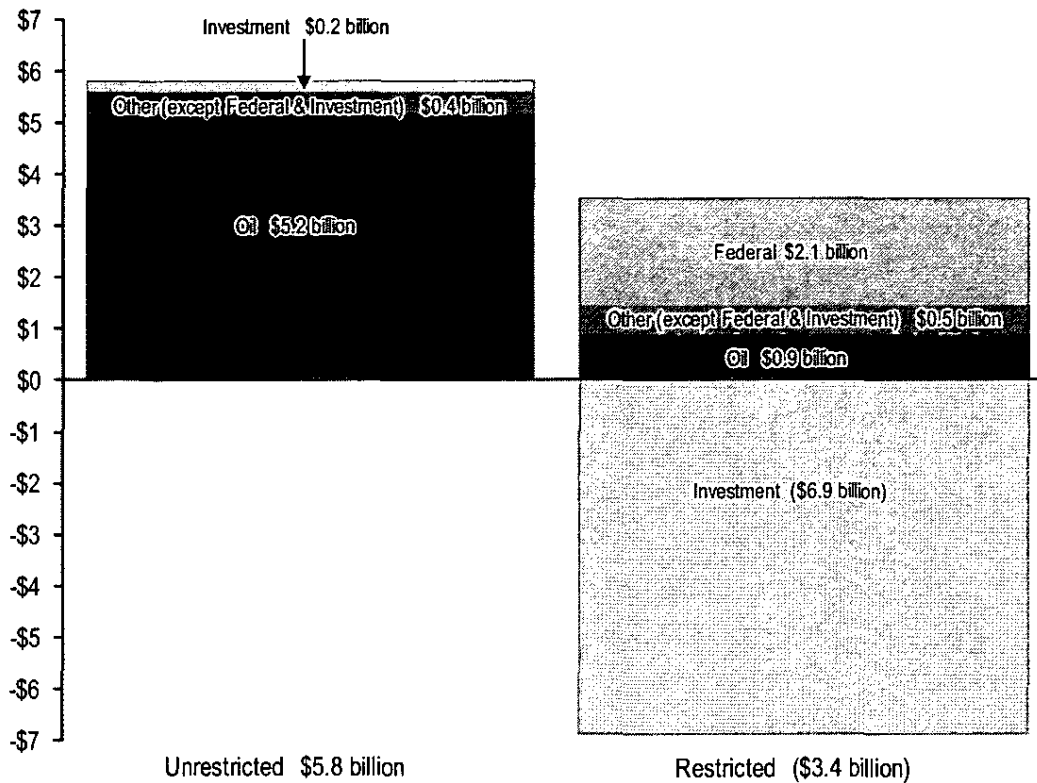 $7
$6
$5
$4
$3
$2
$1
$0
-$1
-$2
-$3
-$4
-$5
-$6
-$7
Investment $0.2 billion
Other (except Federal & Investment) $0.4 billion
Oil $5.2 billion
Unrestricted $5.8 billion
Federal $2.1 billion
Other (except Federal & Investment) $0.5 billion
Oil $0.9 billion
Investment ($6.9 billion)
Restricted ($3.4 billion)